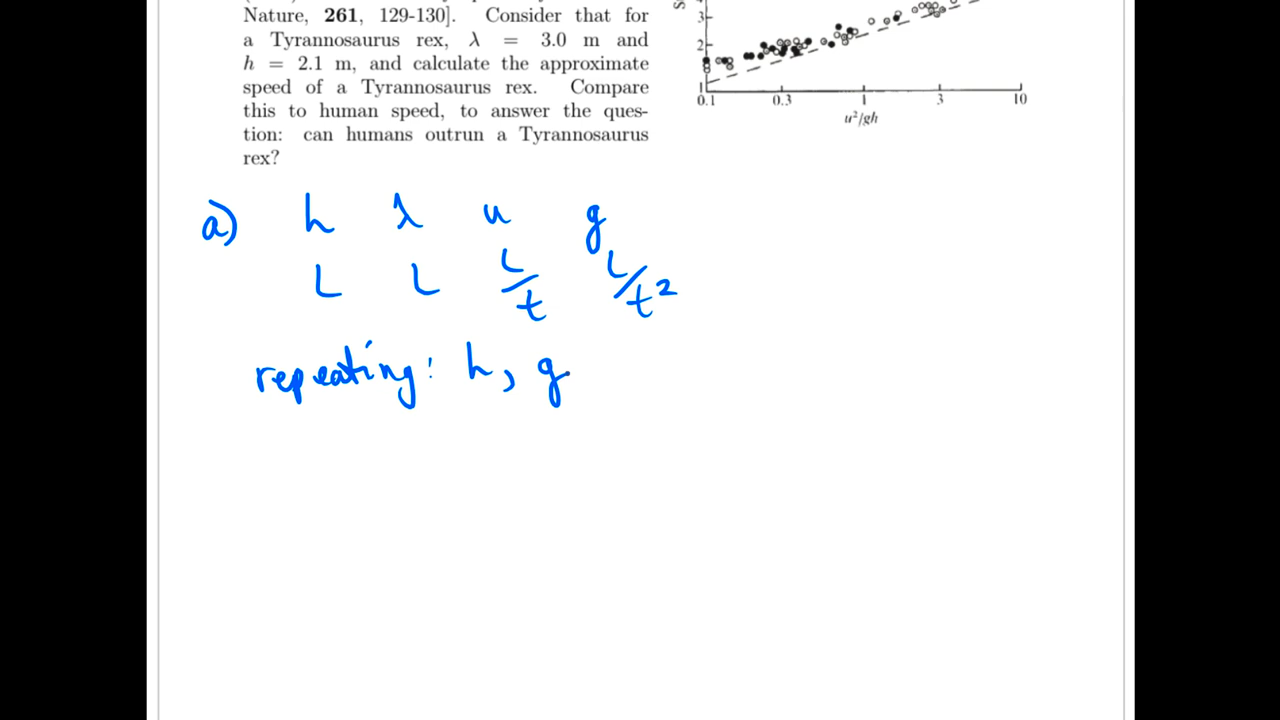 Nature, 261, 129-130]. Consider that for
a Tyrannosaurus rex, λ = 3.0 m and
h = 2.1 m, and calculate the approximate
speed of a Tyrannosaurus rex. Compare
this to human speed, to answer the ques-
tion: can humans outrun a Tyrannosaurus
rex?
3
2
1
0.1 0.3 1 3 10
u²/gh
a) h λ u g
L L L/t L/t²
repeating: h, g